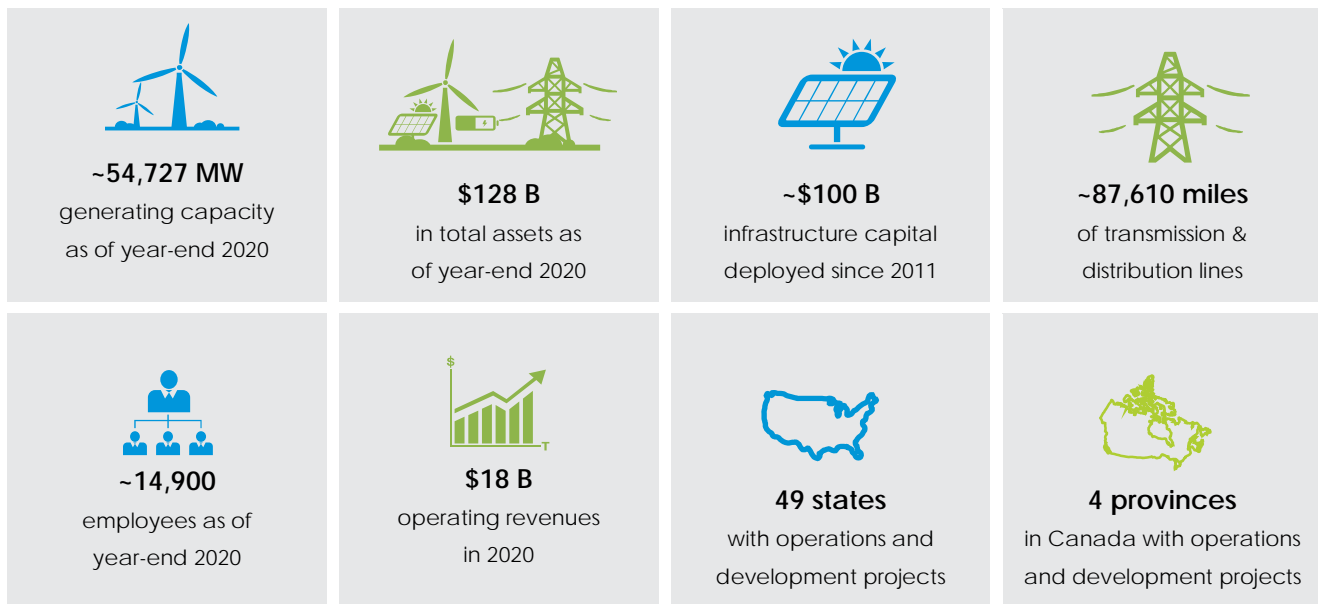 ~54,727 MW
generating capacity
as of year-end 2020
$128 B
in total assets as
of year-end 2020
~$100 B
infrastructure capital
deployed since 2011
~87,610 miles
of transmission &
distribution lines
~14,900
employees as of
year-end 2020
$
T
$18 B
operating revenues
in 2020
49 states
with operations and
development projects
4 provinces
in Canada with operations
and development projects